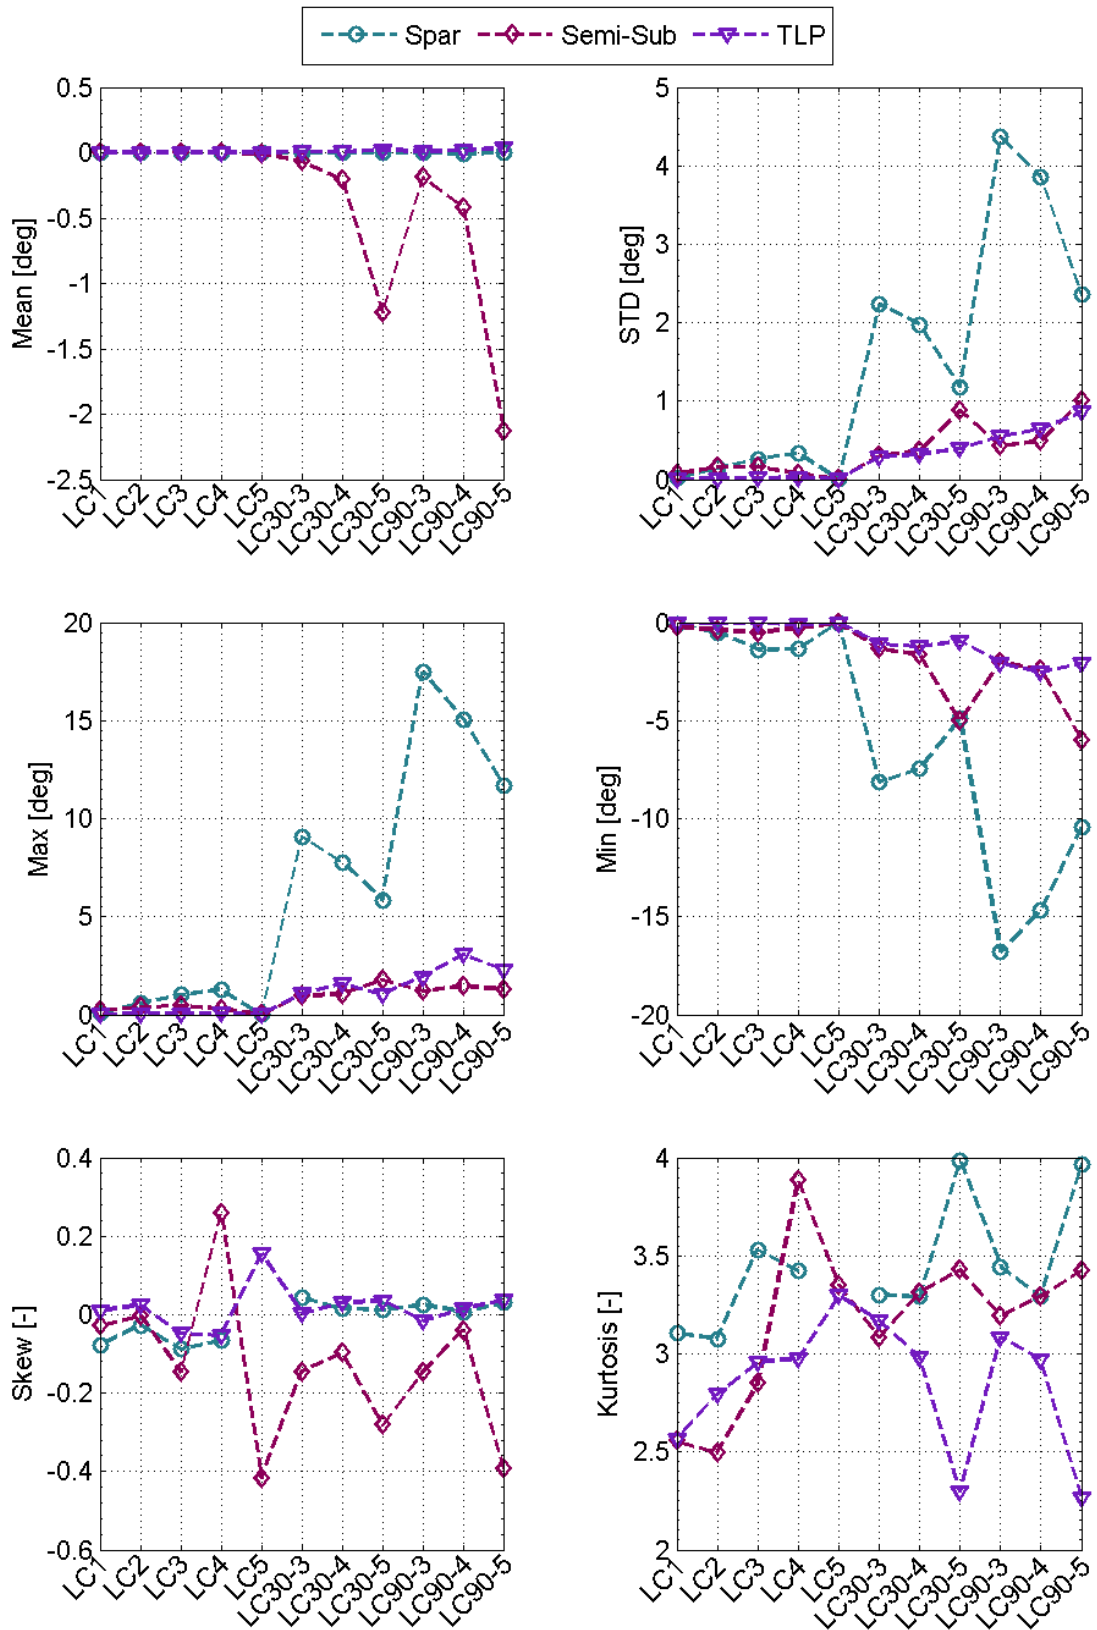 Spar Semi-Sub TLP
Mean [deg]
0.5
0
-0.5
-1
-1.5
-2
-2.5
LC1 LC2 LC3 LC4 LC5 LC30-3 LC30-4 LC30-5 LC90-3 LC90-4 LC90-5
STD [deg]
5
4
3
2
1
0
LC1 LC2 LC3 LC4 LC5 LC30-3 LC30-4 LC30-5 LC90-3 LC90-4 LC90-5
Max [deg]
20
15
10
5
0
LC1 LC2 LC3 LC4 LC5 LC30-3 LC30-4 LC30-5 LC90-3 LC90-4 LC90-5
Min [deg]
0
-5
-10
-15
-20
LC1 LC2 LC3 LC4 LC5 LC30-3 LC30-4 LC30-5 LC90-3 LC90-4 LC90-5
Skew [-]
0.4
0.2
0
-0.2
-0.4
-0.6
LC1 LC2 LC3 LC4 LC5 LC30-3 LC30-4 LC30-5 LC90-3 LC90-4 LC90-5
Kurtosis [-]
4
3.5
3
2.5
2
LC1 LC2 LC3 LC4 LC5 LC30-3 LC30-4 LC30-5 LC90-3 LC90-4 LC90-5